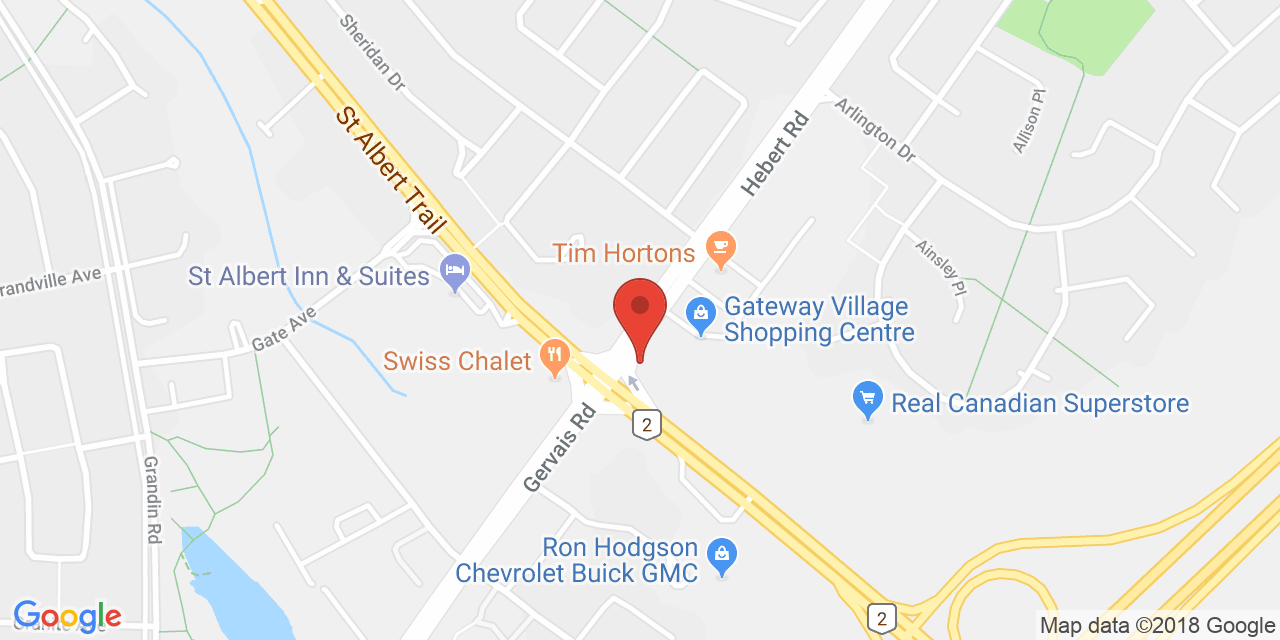 Sheridan Dr
St Albert Trail
Hebert Rd
Arlington Dr
Allison Pl
Tim Hortons
Ainsley Pl
St Albert Inn & Suites
Gate Ave
Gateway Village
Shopping Centre
Swiss Chalet
Real Canadian Superstore
2
Gervais Rd
Grandin Rd
Ron Hodgson
Chevrolet Buick GMC
2
Google
Map data ©2018 Google